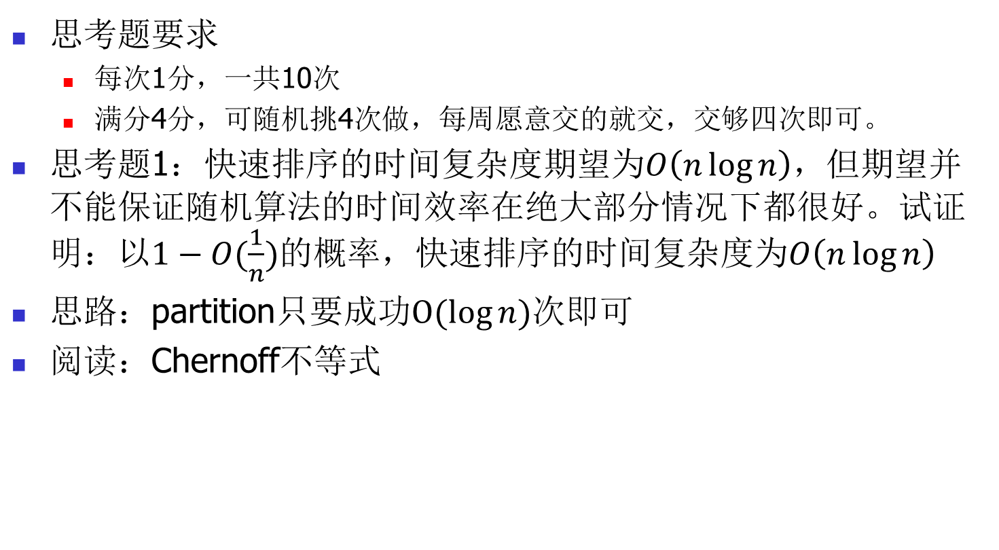 思考题要求
每次1分，一共10次
满分4分，可随机挑4次做，每周愿意交的就交，交够四次即可。
思考题1：快速排序的时间复杂度期望为O(n log n)，但期望并
不能保证随机算法的时间效率在绝大部分情况下都很好。试证
明：以1 − O(1/n)的概率，快速排序的时间复杂度为O(n log n)
思路：partition只要成功O(log n)次即可
阅读：Chernoff不等式